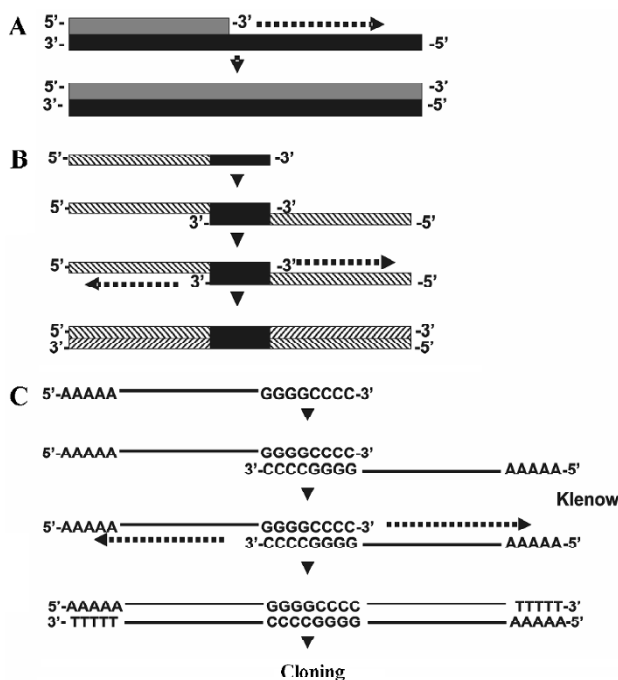 A
5'- -3'
3'- -5'
5'- -3'
3'- -5'
B
5'- -3'
5'- -3'
3'- -5'
5'- -3'
3'- -5'
5'- -3'
3'- -5'
C
5'-AAAAA GGGGCCCC-3'
5'-AAAAA GGGGCCCC-3'
3'-CCCCGGGG AAAAA-5'
Klenow
5'-AAAAA GGGGCCCC-3'
3'-CCCCGGGG AAAAA-5'
5'-AAAAA GGGGCCCC TTTTT-3'
3'-TTTTT CCCCGGGG AAAAA-5'
Cloning